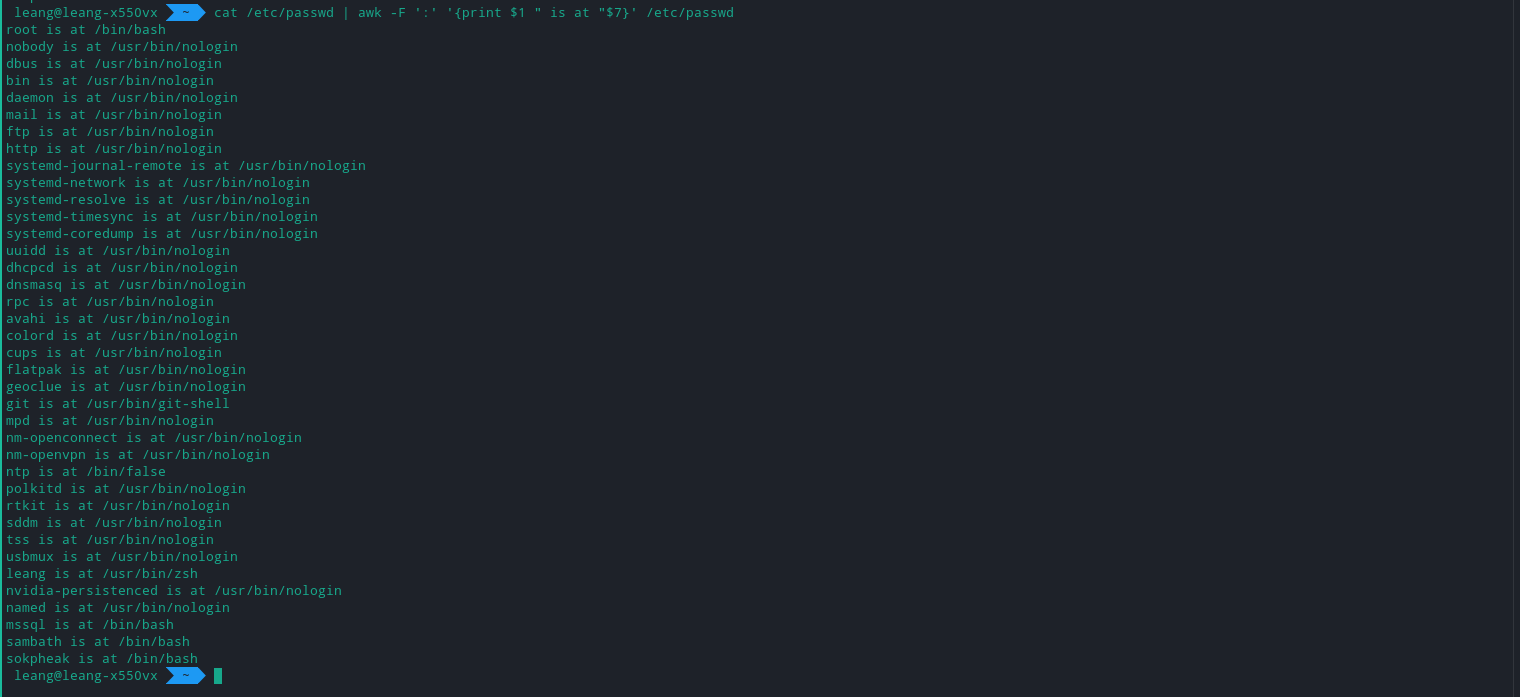 leang@leang-x550vx ~ cat /etc/passwd | awk -F ':' '{print $1 " is at "$7}' /etc/passwd
root is at /bin/bash
nobody is at /usr/bin/nologin
dbus is at /usr/bin/nologin
bin is at /usr/bin/nologin
daemon is at /usr/bin/nologin
mail is at /usr/bin/nologin
ftp is at /usr/bin/nologin
http is at /usr/bin/nologin
systemd-journal-remote is at /usr/bin/nologin
systemd-network is at /usr/bin/nologin
systemd-resolve is at /usr/bin/nologin
systemd-timesync is at /usr/bin/nologin
systemd-coredump is at /usr/bin/nologin
uuidd is at /usr/bin/nologin
dhcpcd is at /usr/bin/nologin
dnsmasq is at /usr/bin/nologin
rpc is at /usr/bin/nologin
avahi is at /usr/bin/nologin
colord is at /usr/bin/nologin
cups is at /usr/bin/nologin
flatpak is at /usr/bin/nologin
geoclue is at /usr/bin/nologin
git is at /usr/bin/git-shell
mpd is at /usr/bin/nologin
nm-openconnect is at /usr/bin/nologin
nm-openvpn is at /usr/bin/nologin
ntp is at /bin/false
polkitd is at /usr/bin/nologin
rtkit is at /usr/bin/nologin
sddm is at /usr/bin/nologin
tss is at /usr/bin/nologin
usbmux is at /usr/bin/nologin
leang is at /usr/bin/zsh
nvidia-persistenced is at /usr/bin/nologin
named is at /usr/bin/nologin
mssql is at /bin/bash
sambath is at /bin/bash
sokpheak is at /bin/bash
leang@leang-x550vx ~